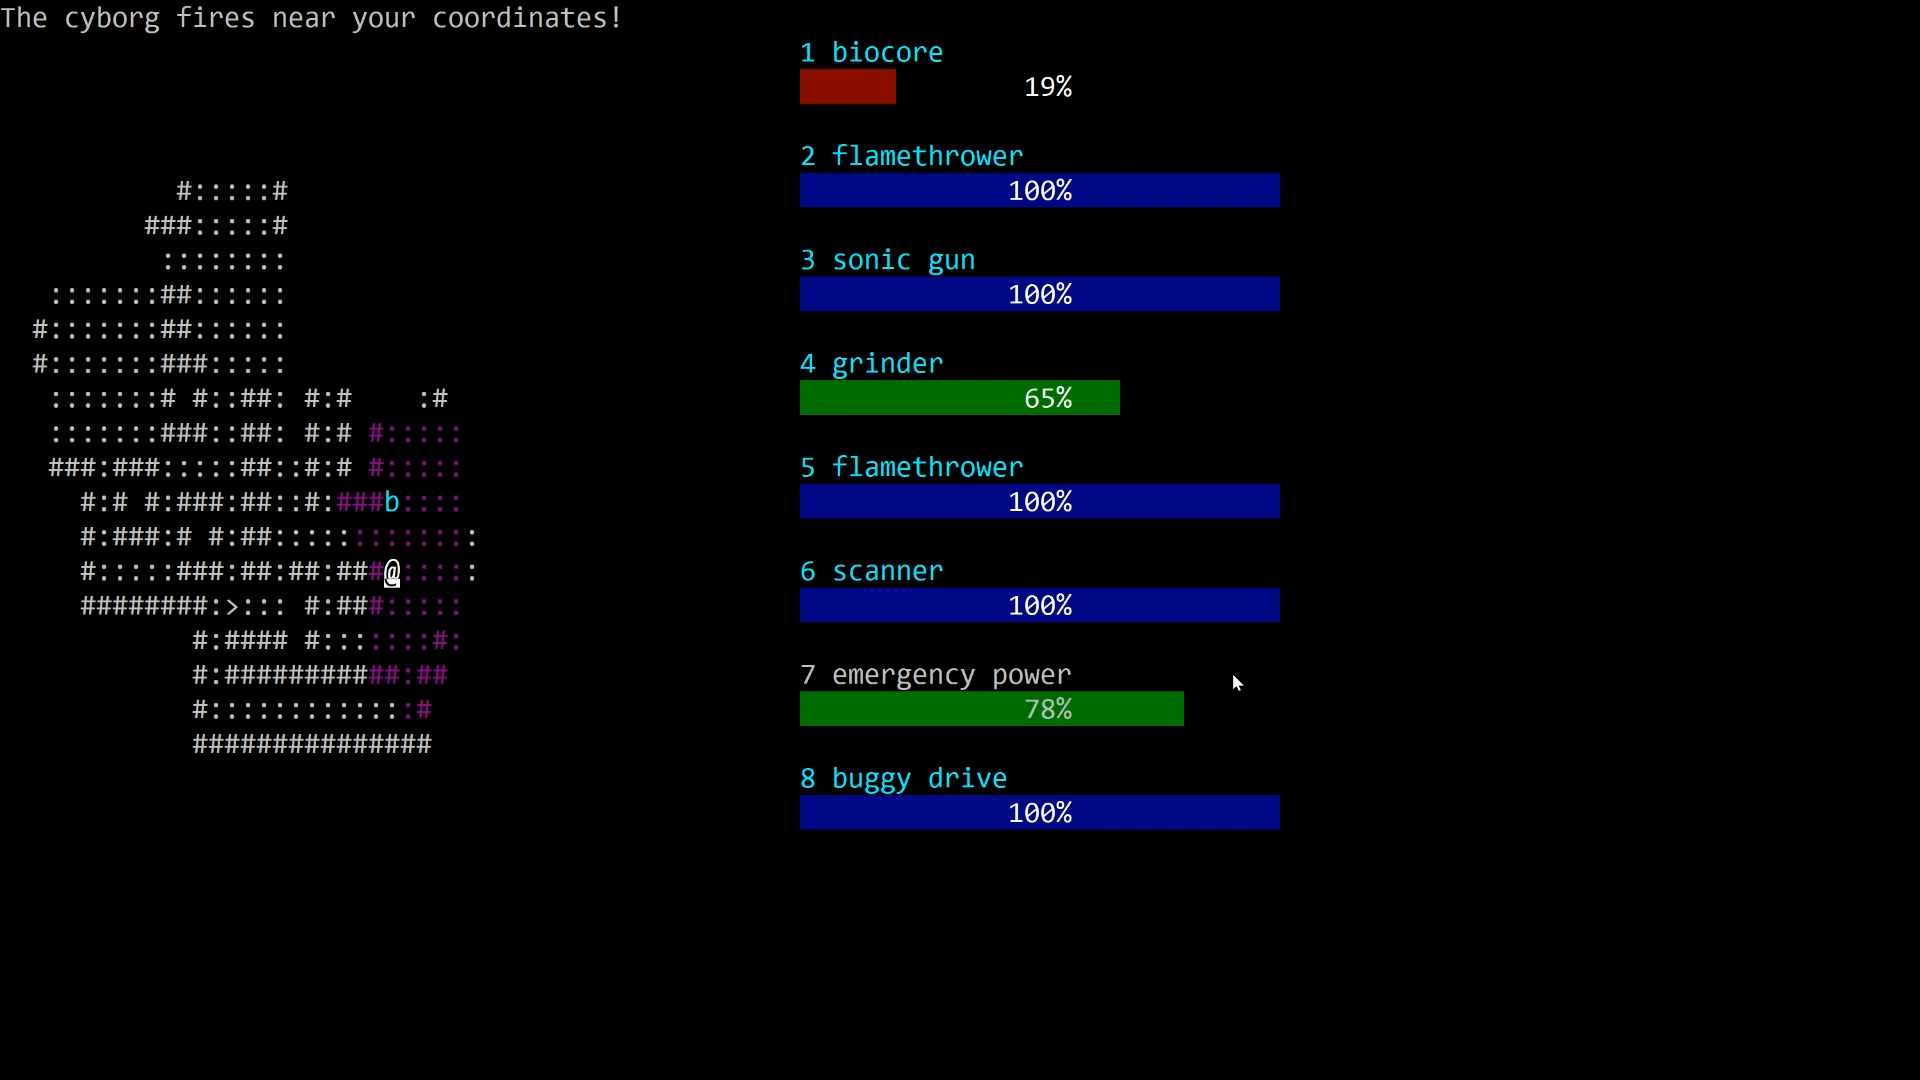 The cyborg fires near your coordinates!
1 biocore
19%
2 flamethrower
100%
3 sonic gun
100%
4 grinder
65%
5 flamethrower
100%
6 scanner
100%
7 emergency power
78%
8 buggy drive
100%
#:::::#
###:::::#
::::::::
:::::::##::::::
#:::::::##::::::
#:::::::###:::::
:::::::# #::##: #:# :#
:::::::###::##: #:# #:::::
###:###:::::##::#:# #:::::
#:# #:###:##::#:###b::::
#:###:# #:##:::::::::::::
#:::::###:##:##:###@:::::
########:>::: #:###:::::
#:#### #:::::::#:
#:###########:##
#:::::::::::::#
###############